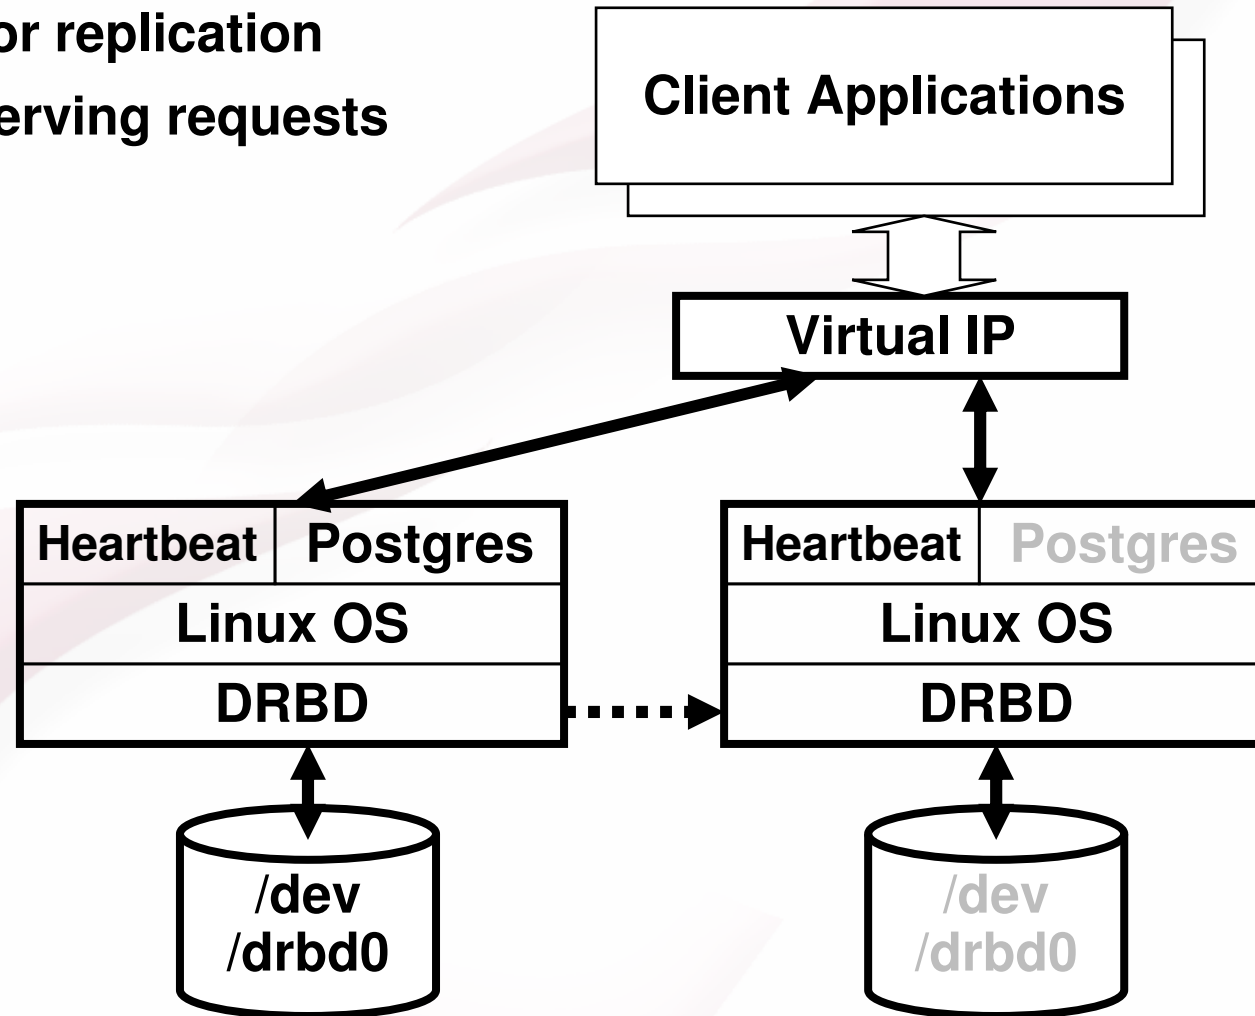 or replication
erving requests
Client Applications
Virtual IP
Heartbeat Postgres
Linux OS
DRBD
Heartbeat Postgres
Linux OS
DRBD
/dev
/drbd0
/dev
/drbd0